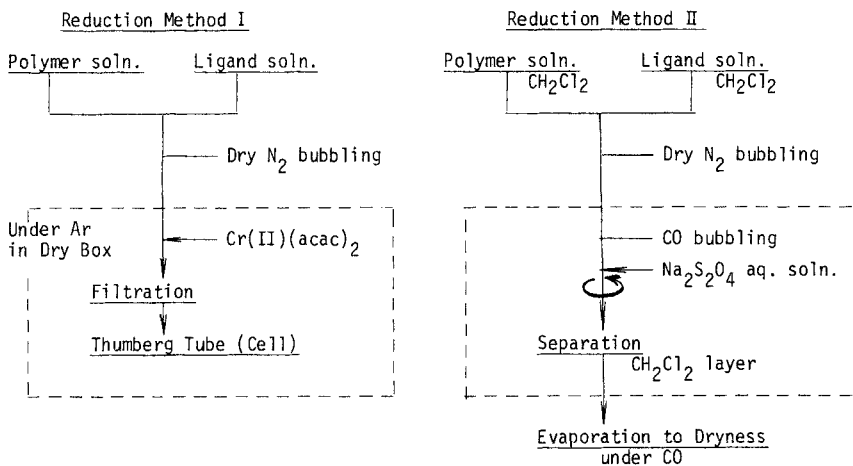 Reduction Method I
Polymer soln.
Ligand soln.
Dry N2 bubbling
Under Ar
in Dry Box
Cr(II)(acac)2
Filtration
Thumberg Tube (Cell)
Reduction Method II
Polymer soln.
CH2Cl2
Ligand soln.
CH2Cl2
Dry N2 bubbling
CO bubbling
Na2S2O4 aq. soln.
Separation
CH2Cl2 layer
Evaporation to Dryness
under CO